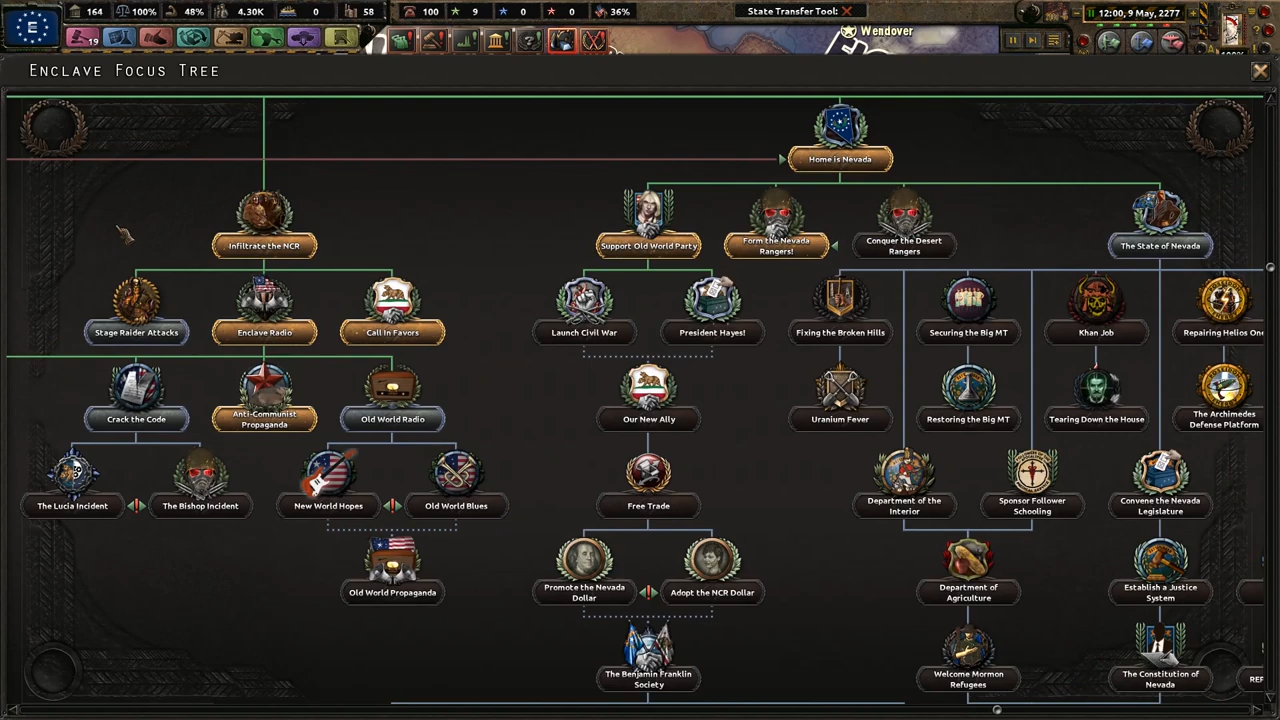 164
100%
48%
4.30K
0
58
100
9
0
0
36%
State Transfer Tool:
12:00, 9 May, 2277
E
19
Wendover
Enclave Focus Tree
Home is Nevada
Infiltrate the NCR
Support Old World Party
Form the Nevada
Rangers!
Conquer the Desert
Rangers
The State of Nevada
Stage Raider Attacks
Enclave Radio
Call In Favors
Launch Civil War
President Hayes!
Fixing the Broken Hills
Securing the Big MT
Khan Job
Repairing Helios One
Crack the Code
Anti-Communist
Propaganda
Old World Radio
Our New Ally
Uranium Fever
Restoring the Big MT
Tearing Down the House
The Archimedes
Defense Platform
The Lucia Incident
The Bishop Incident
New World Hopes
Old World Blues
Free Trade
Department of the
Interior
Sponsor Follower
Schooling
Convene the Nevada
Legislature
Old World Propaganda
Promote the Nevada
Dollar
Adopt the NCR Dollar
Department of
Agriculture
Establish a Justice
System
The Benjamin Franklin
Society
Welcome Mormon
Refugees
The Constitution of
Nevada